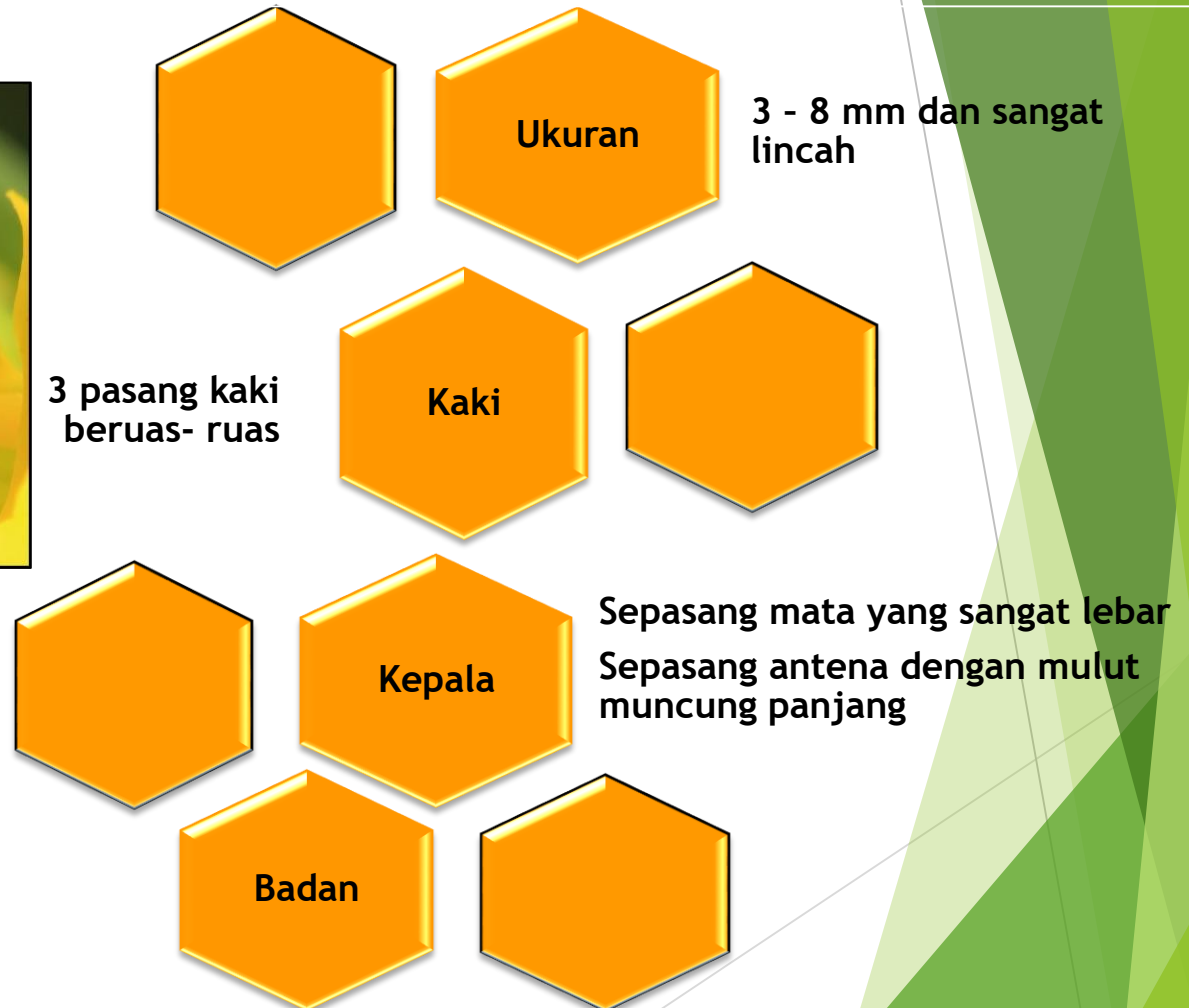 Ukuran
3 - 8 mm dan sangat
lincah
3 pasang kaki
beruas- ruas
Kaki
Kepala
Sepasang mata yang sangat lebar
Sepasang antena dengan mulut
muncung panjang
Badan